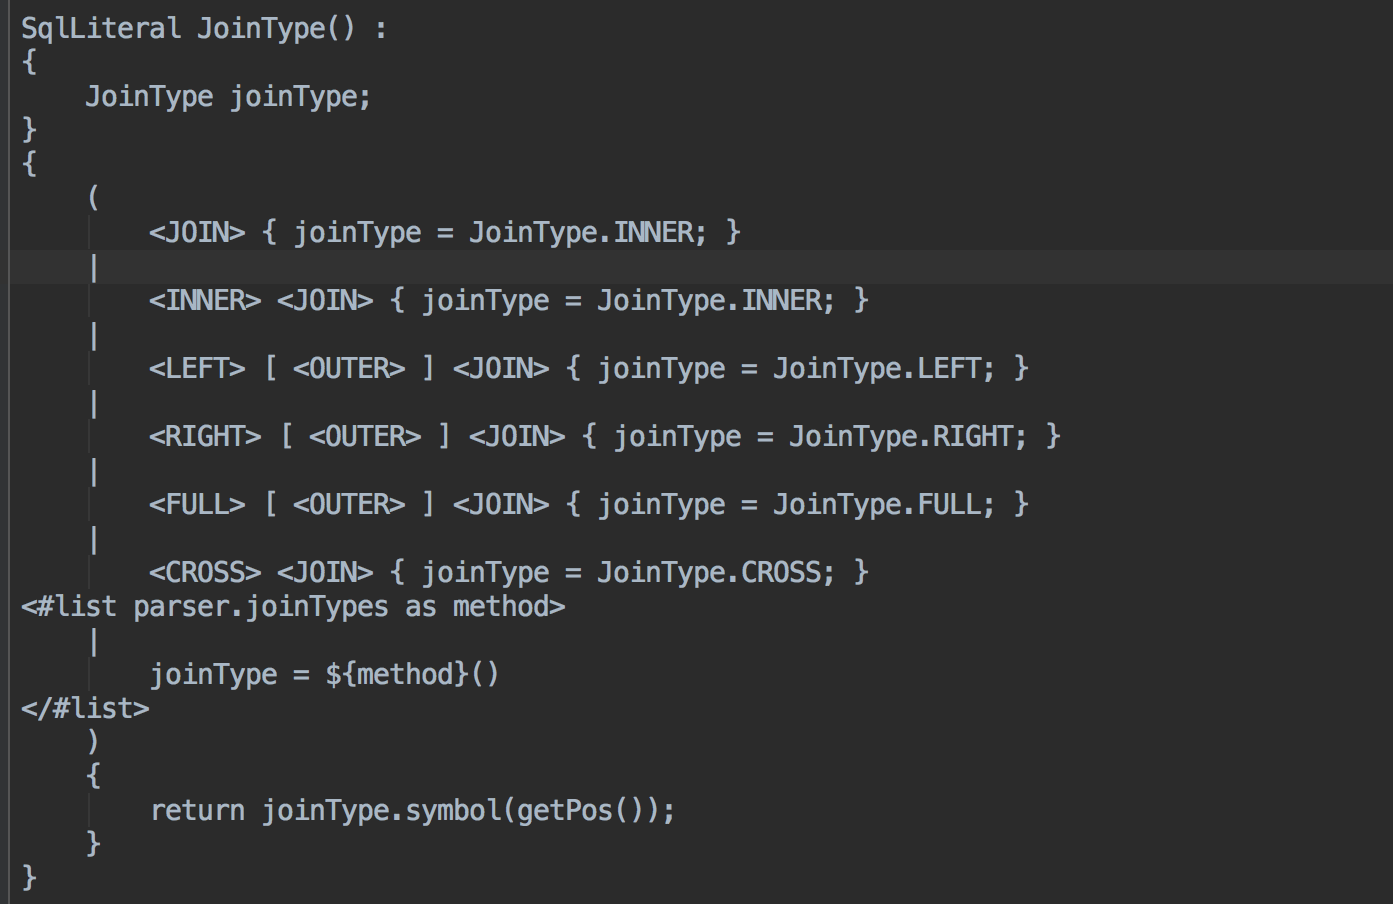 SqlLiteral JoinType() :
{
    JoinType joinType;
}
{
    (
        <JOIN> { joinType = JoinType.INNER; }
    |
        <INNER> <JOIN> { joinType = JoinType.INNER; }
    |
        <LEFT> [ <OUTER> ] <JOIN> { joinType = JoinType.LEFT; }
    |
        <RIGHT> [ <OUTER> ] <JOIN> { joinType = JoinType.RIGHT; }
    |
        <FULL> [ <OUTER> ] <JOIN> { joinType = JoinType.FULL; }
    |
        <CROSS> <JOIN> { joinType = JoinType.CROSS; }
<#list parser.joinTypes as method>
    |
        joinType = ${method}()
</#list>
    )
    {
        return joinType.symbol(getPos());
    }
}